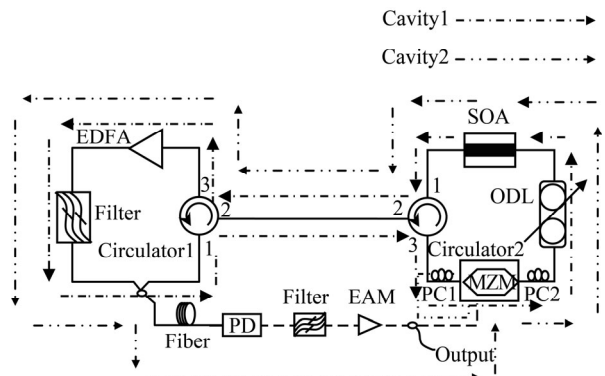 Cavity1
Cavity2
SOA
EDFA
3
1
ODL
Filter
2
2
Circulator1
1
3
Circulator2
PC1
MZM
PC2
Filter
EAM
Fiber
PD
Output